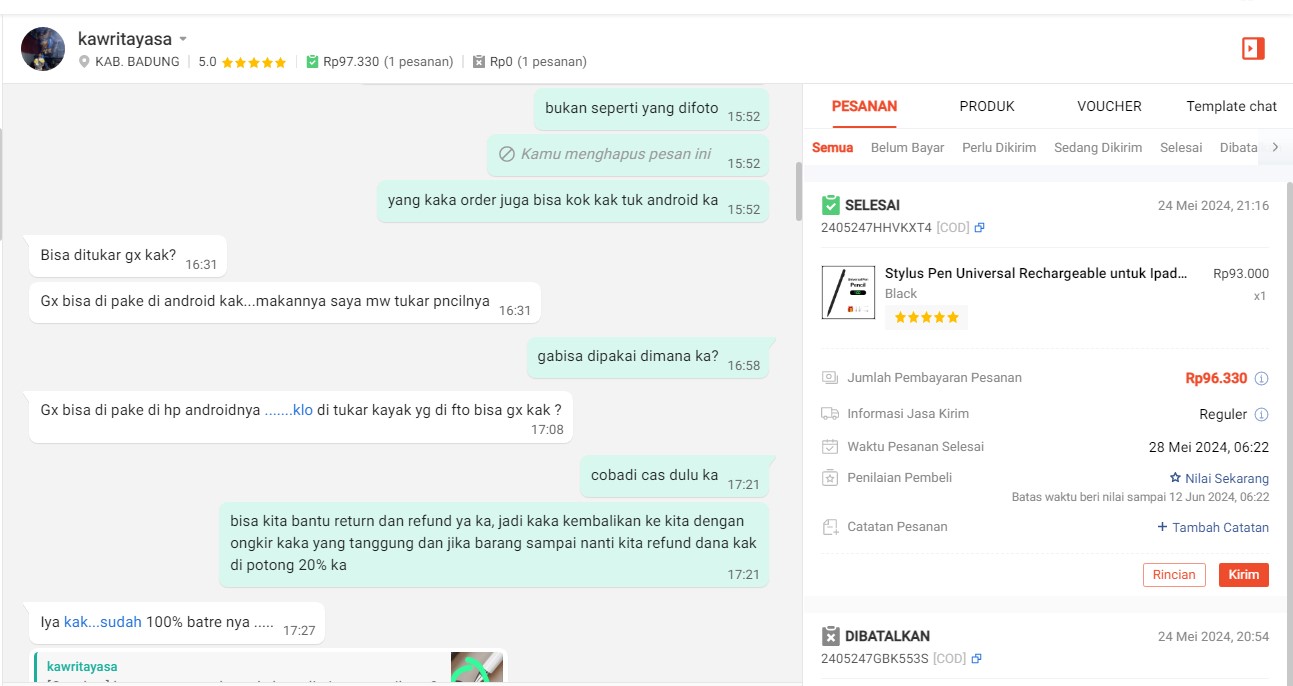 kawritayasa
KAB. BADUNG 5.0 Rp97.330 (1 pesanan) Rp0 (1 pesanan)
bukan seperti yang difoto 15:52
Kamu menghapus pesan ini 15:52
yang kaka order juga bisa kok kak tuk android ka 15:52
Bisa ditukar gx kak? 16:31
Gx bisa di pake di android kak...makannya saya mw tukar pncilnya 16:31
gabisa dipakai dimana ka? 16:58
Gx bisa di pake di hp androidnya .......klo di tukar kayak yg di fto bisa gx kak ?
17:08
cobadi cas dulu ka 17:21
bisa kita bantu return dan refund ya ka, jadi kaka kembalikan ke kita dengan
ongkir kaka yang tanggung dan jika barang sampai nanti kita refund dana kak
di potong 20% ka
17:21
Iya kak...sudah 100% batre nya ..... 17:27
kawritayasa
PESANAN PRODUK VOUCHER Template chat
Semua Belum Bayar Perlu Dikirim Sedang Dikirim Selesai Dibata
SELESAI 24 Mei 2024, 21:16
2405247HHVKXT4 [COD]
Stylus Pen Universal Rechargeable untuk Ipad... Rp93.000
Black x1
Jumlah Pembayaran Pesanan Rp96.330
Informasi Jasa Kirim Reguler
Waktu Pesanan Selesai 28 Mei 2024, 06:22
Penilaian Pembeli Nilai Sekarang
Batas waktu beri nilai sampai 12 Jun 2024, 06:22
Catatan Pesanan + Tambah Catatan
Rincian Kirim
DIBATALKAN 24 Mei 2024, 20:54
2405247GBK553S [COD]